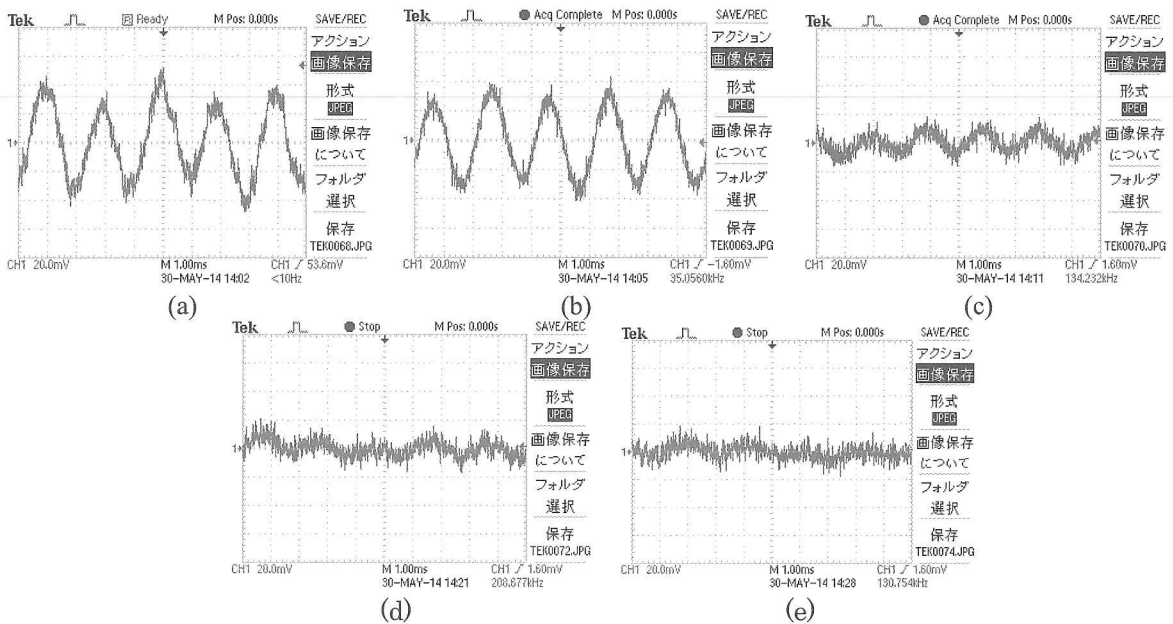 Tek R Ready M Pos: 0.000s SAVE/REC
アクション
画像保存
形式
JPEG
画像保存
について
フォルダ
選択
保存
TEK0068.JPG
1
CH1 20.0mV M 1.00ms CH1 53.6mV
30-MAY-14 14:02 <10Hz
(a)
Tek Acq Complete M Pos: 0.000s SAVE/REC
アクション
画像保存
形式
JPEG
画像保存
について
フォルダ
選択
保存
TEK0069.JPG
1
CH1 20.0mV M 1.00ms CH1 -1.60mV
30-MAY-14 14:05 35.0560kHz
(b)
Acq Complete M Pos: 0.000s SAVE/REC
アクション
画像保存
形式
JPEG
画像保存
について
フォルダ
選択
保存
TEK0070.JPG
1
CH1 20.0mV M 1.00ms CH1 1.60mV
30-MAY-14 14:11 134.232kHz
(c)
Tek Stop M Pos: 0.000s SAVE/REC
アクション
画像保存
形式
JPEG
画像保存
について
フォルダ
選択
保存
TEK0072.JPG
1
CH1 20.0mV M 1.00ms CH1 1.60mV
30-MAY-14 14:21 208.677kHz
(d)
Tek Stop M Pos: 0.000s SAVE/REC
アクション
画像保存
形式
JPEG
画像保存
について
フォルダ
選択
保存
TEK0074.JPG
1
CH1 20.0mV M 1.00ms CH1 1.60mV
30-MAY-14 14:28 130.754kHz
(e)